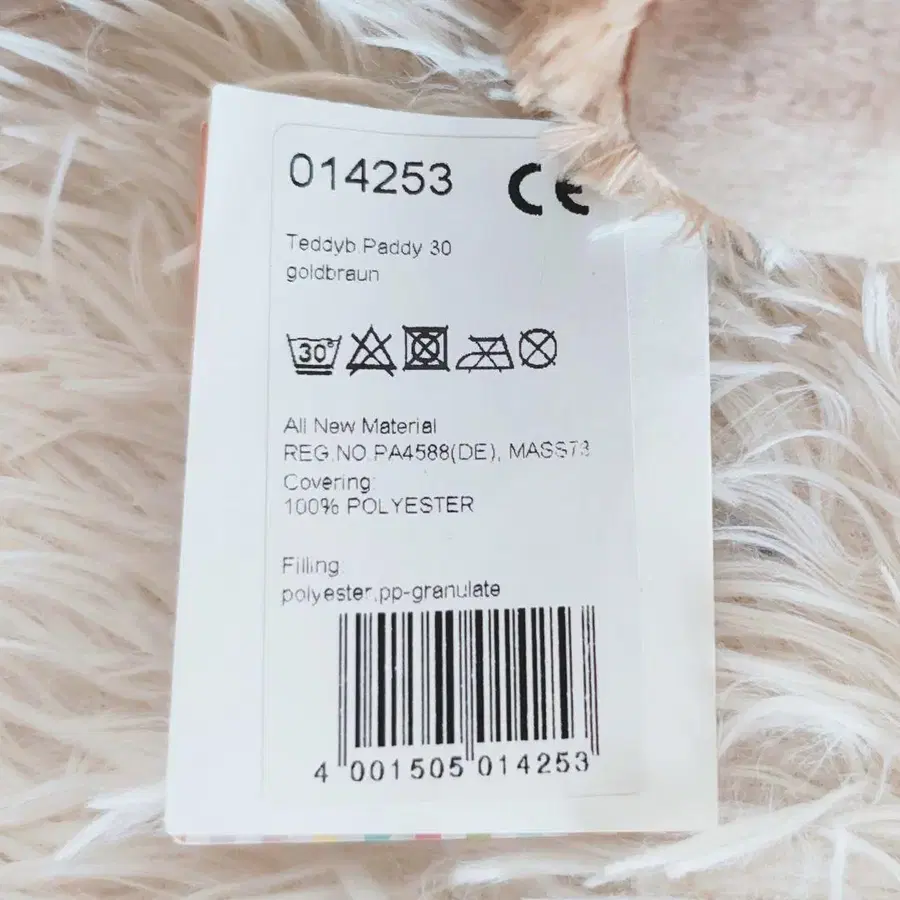 014253 CE
Teddyb.Paddy 30
goldbraun
30°
All New Material
REG.NO.PA4588(DE), MASS73
Covering:
100% POLYESTER
Filling:
polyester,pp-granulate
4 001505 014253